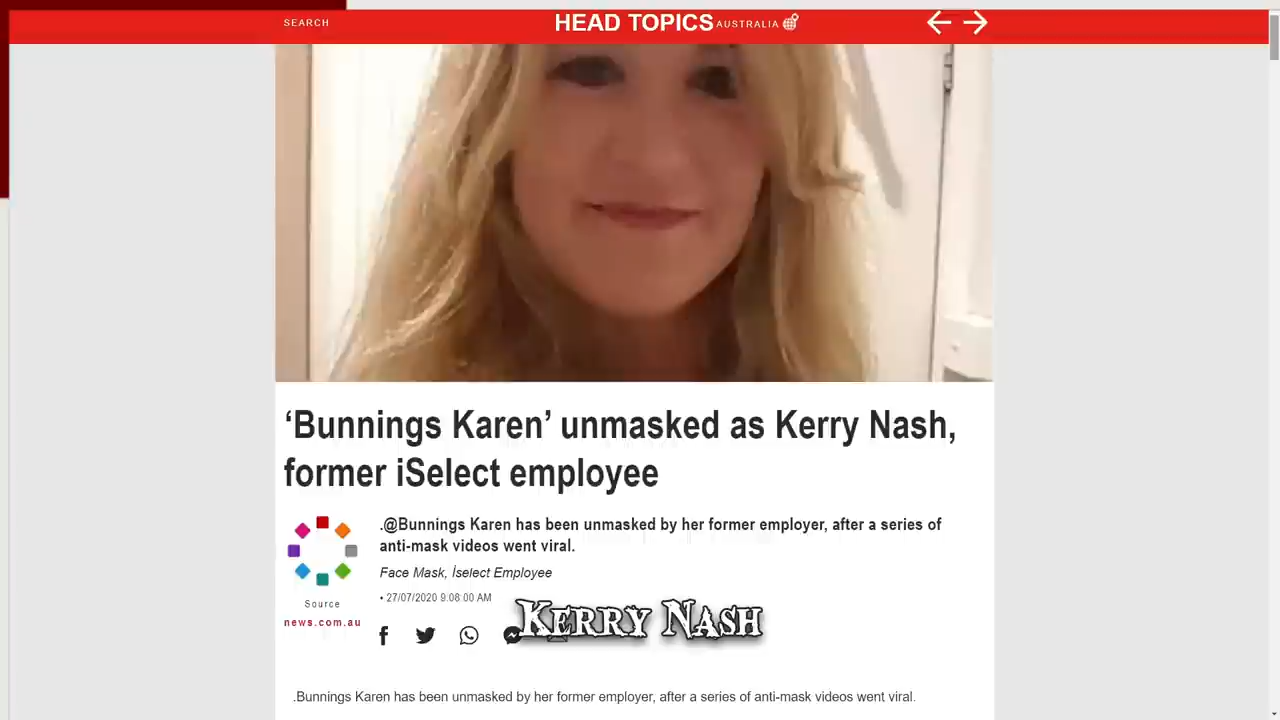 SEARCH
HEAD TOPICS AUSTRALIA
‘Bunnings Karen’ unmasked as Kerry Nash,
former iSelect employee
.@Bunnings Karen has been unmasked by her former employer, after a series of
anti-mask videos went viral.
Face Mask, İselect Employee
• 27/07/2020 9:08:00 AM
Source
news.com.au
Kerry Nash
.Bunnings Karen has been unmasked by her former employer, after a series of anti-mask videos went viral.